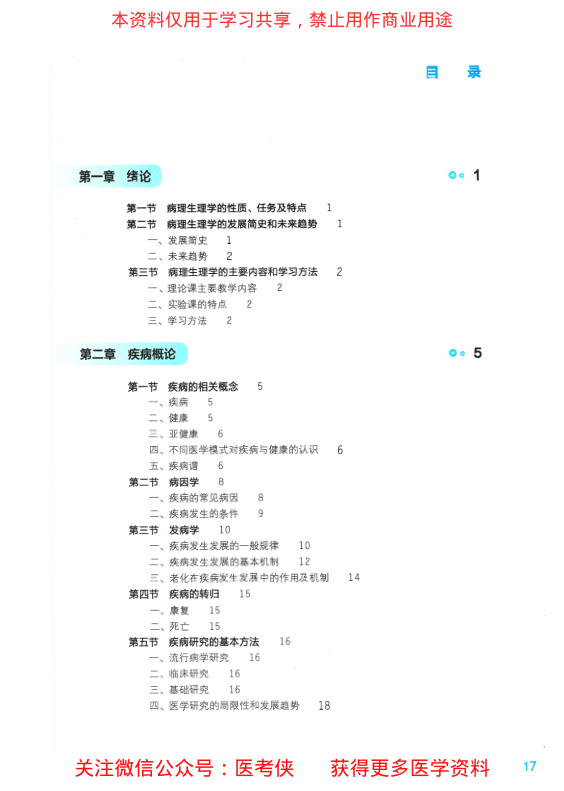 本资料仅用于学习共享，禁止用作商业用途
目 录
第一章 绪论 1
第一节 病理生理学的性质、任务及特点 1
第二节 病理生理学的发展简史和未来趋势 1
一、发展简史 1
二、未来趋势 2
第三节 病理生理学的主要内容和学习方法 2
一、理论课主要教学内容 2
二、实验课的特点 2
三、学习方法 2
第二章 疾病概论 5
第一节 疾病的相关概念 5
一、疾病 5
二、健康 5
三、亚健康 6
四、不同医学模式对疾病与健康的认识 6
五、疾病谱 6
第二节 病因学 8
一、疾病的常见病因 8
二、疾病发生的条件 9
第三节 发病学 10
一、疾病发生发展的一般规律 10
二、疾病发生发展的基本机制 12
三、老化在疾病发生发展中的作用及机制 14
第四节 疾病的转归 15
一、康复 15
二、死亡 15
第五节 疾病研究的基本方法 16
一、流行病学研究 16
二、临床研究 16
三、基础研究 16
四、医学研究的局限性和发展趋势 18
关注微信公众号：医考侠 获得更多医学资料 17